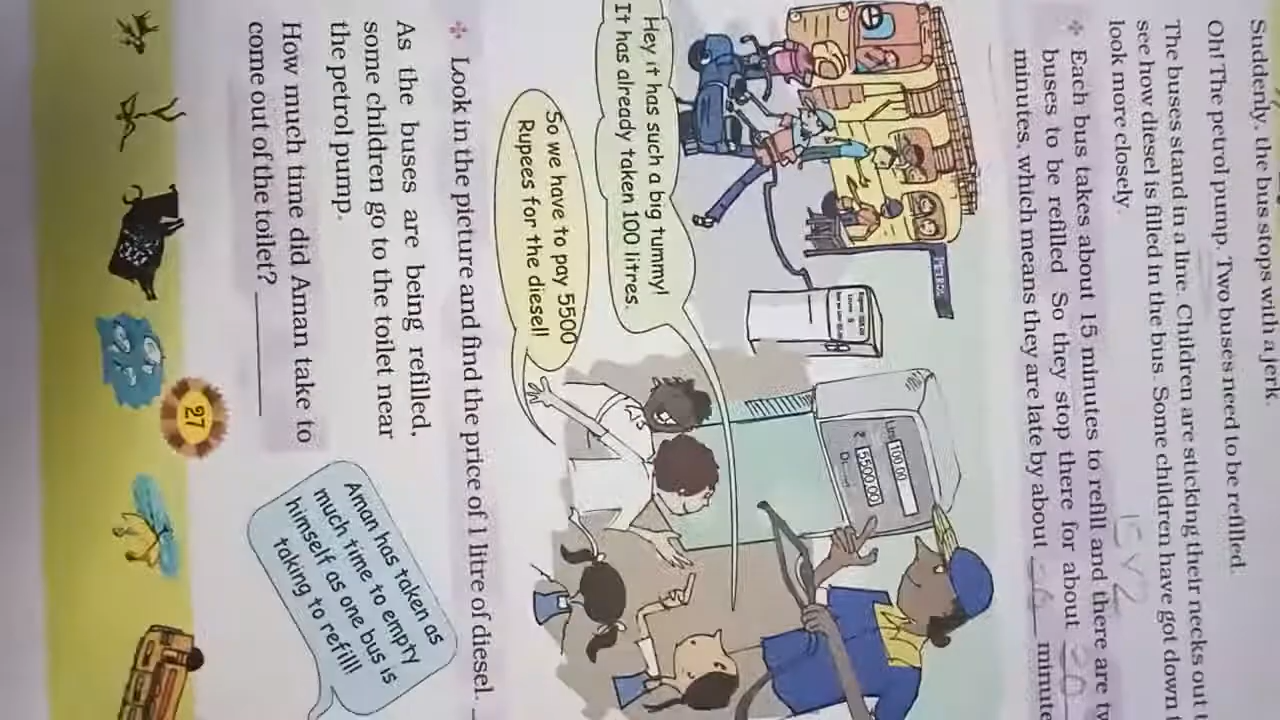 Suddenly, the bus stops with a jerk.
Oh! The petrol pump. Two buses need to be refilled.
The buses stand in a line. Children are sticking their necks out
see how diesel is filled in the bus. Some children have got down
look more closely.
15 × 2
Each bus takes about 15 minutes to refill and there are
buses to be refilled. So they stop there for about
minutes, which means they are late by about minute
Litre 100.00
₹ 5500.00
Hey it has such a big tummy!
It has already taken 100 litres.
So we have to pay 5500
Rupees for the diesel!
Look in the picture and find the price of 1 litre of diesel.
As the buses are being refilled,
some children go to the toilet near
the petrol pump.
How much time did Aman take to
come out of the toilet?
Aman has taken as
much time to empty
himself as one bus is
taking to refill!
27